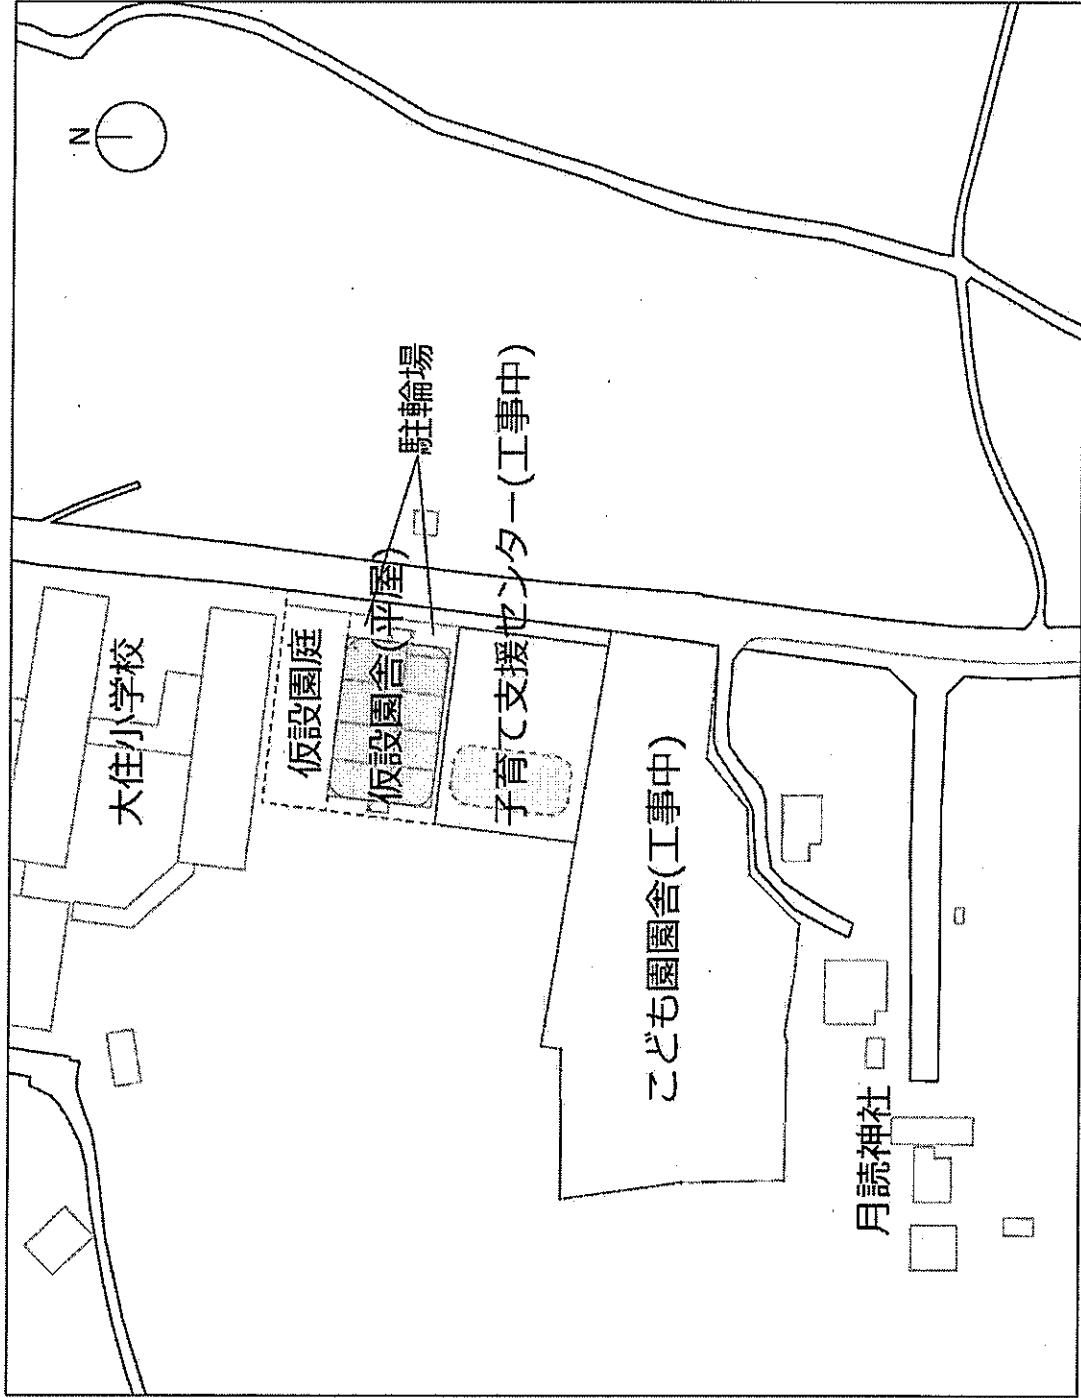 N
大住小学校
仮設園庭
仮設園舎(平屋)
駐輪場
子育て支援センター(工事中)
こども園園舎(工事中)
月読神社